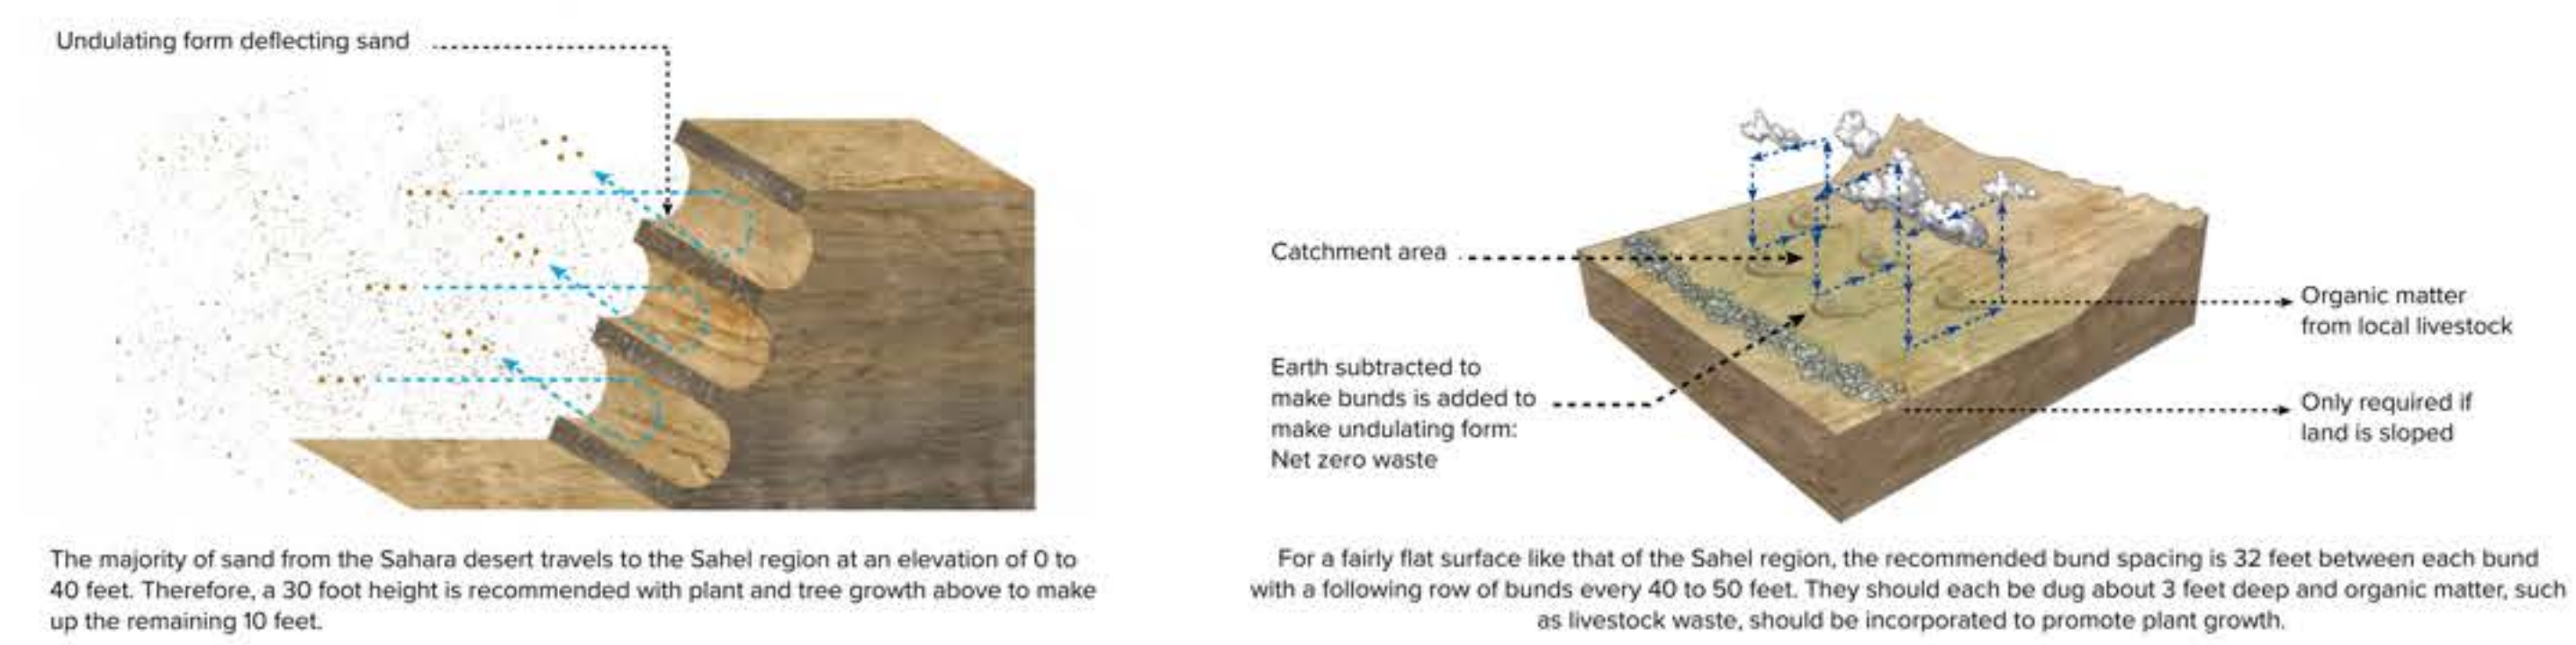 Undulating form deflecting sand
The majority of sand from the Sahara desert travels to the Sahel region at an elevation of 0 to
40 feet. Therefore, a 30 foot height is recommended with plant and tree growth above to make
up the remaining 10 feet.
Catchment area
Earth subtracted to
make bunds is added to
make undulating form:
Net zero waste
Organic matter
from local livestock
Only required if
land is sloped
For a fairly flat surface like that of the Sahel region, the recommended bund spacing is 32 feet between each bund
with a following row of bunds every 40 to 50 feet. They should each be dug about 3 feet deep and organic matter, such
as livestock waste, should be incorporated to promote plant growth.